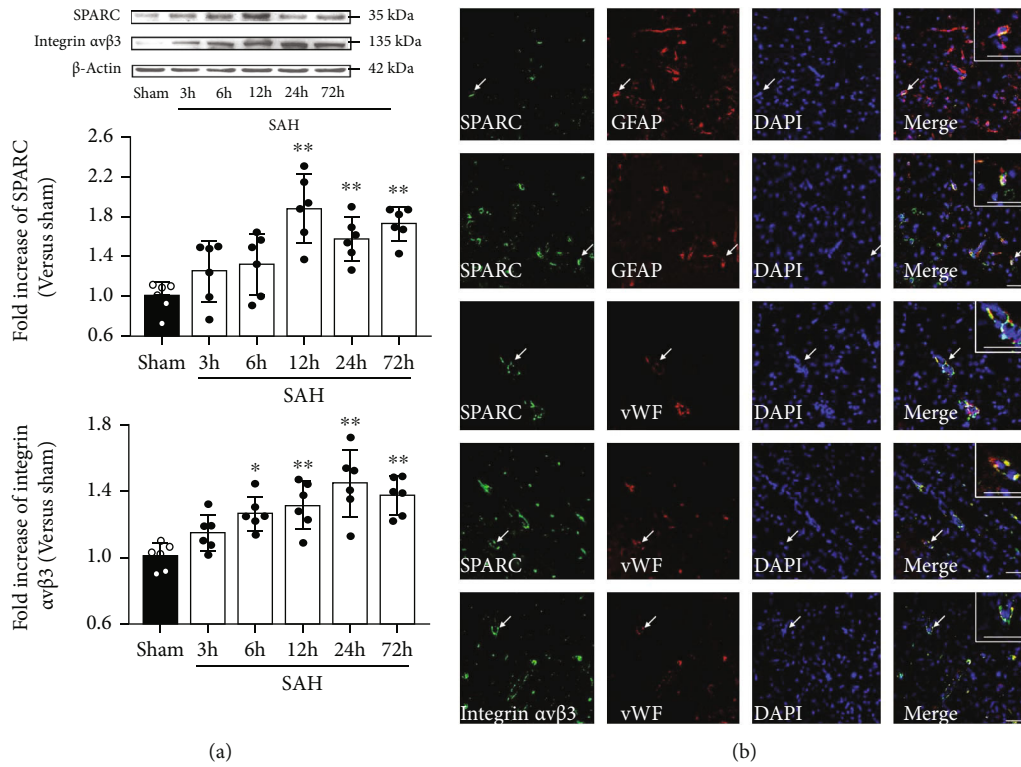 SPARC
35 kDa
Integrin αvβ3
135 kDa
β-Actin
42 kDa
Sham 3h 6h 12h 24h 72h
SAH
Fold increase of SPARC
(Versus sham)
2.6
2.2
1.8
1.4
1.0
0.6
**
**
**
Sham 3h 6h 12h 24h 72h
SAH
Fold increase of integrin
αvβ3 (Versus sham)
1.8
1.4
1.0
0.6
*
**
**
**
Sham 3h 6h 12h 24h 72h
SAH
(a)
SPARC GFAP DAPI Merge
SPARC GFAP DAPI Merge
SPARC vWF DAPI Merge
SPARC vWF DAPI Merge
Integrin αvβ3 vWF DAPI Merge
(b)